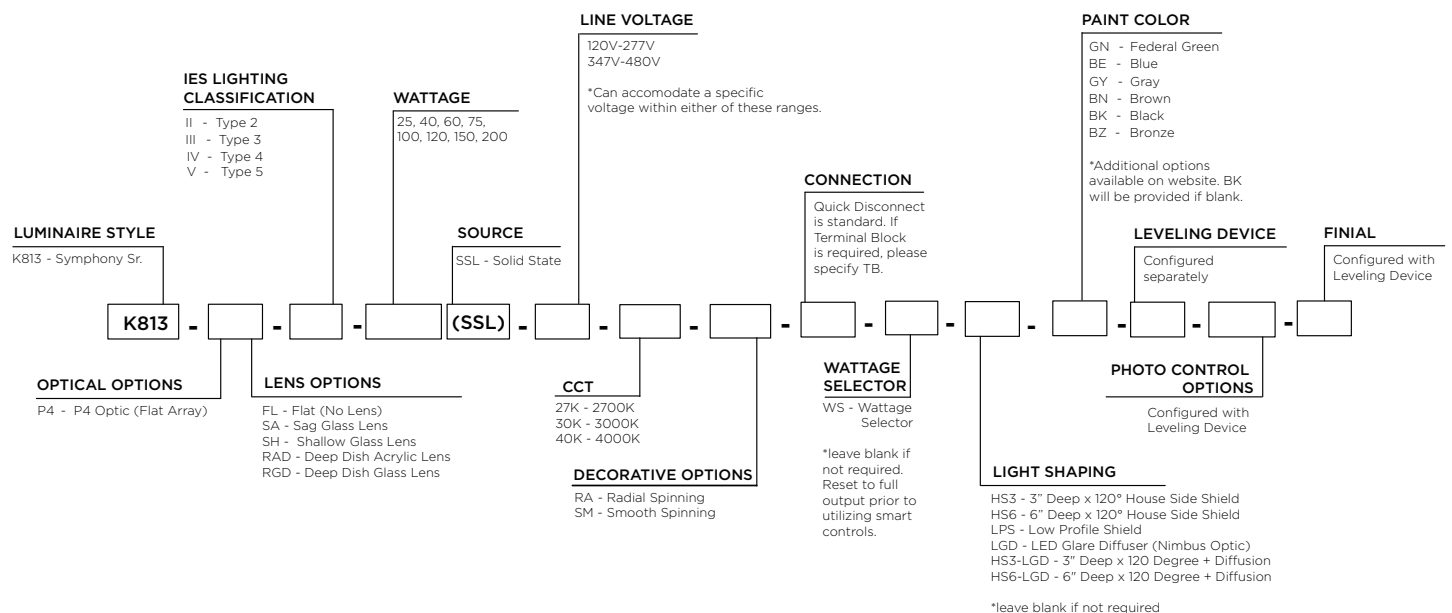 LINE VOLTAGE
120V-277V
347V-480V
*Can accomodate a specific
voltage within either of these ranges.
PAINT COLOR
GN - Federal Green
BE - Blue
GY - Gray
BN - Brown
BK - Black
BZ - Bronze
*Additional options
available on website. BK
will be provided if blank.
IES LIGHTING
CLASSIFICATION
II - Type 2
III - Type 3
IV - Type 4
V - Type 5
WATTAGE
25, 40, 60, 75,
100, 120, 150, 200
CONNECTION
Quick Disconnect
is standard. If
Terminal Block
is required, please
specify TB.
LUMINAIRE STYLE
K813 - Symphony Sr.
SOURCE
SSL - Solid State
LEVELING DEVICE
Configured
separately
FINIAL
Configured with
Leveling Device
K813 - - - (SSL) - - - - - - - - - -
OPTICAL OPTIONS
P4 - P4 Optic (Flat Array)
LENS OPTIONS
FL - Flat (No Lens)
SA - Sag Glass Lens
SH - Shallow Glass Lens
RAD - Deep Dish Acrylic Lens
RGD - Deep Dish Glass Lens
CCT
27K - 2700K
30K - 3000K
40K - 4000K
DECORATIVE OPTIONS
RA - Radial Spinning
SM - Smooth Spinning
WATTAGE
SELECTOR
WS - Wattage
Selector
*leave blank if
not required.
Reset to full
output prior to
utilizing smart
controls.
PHOTO CONTROL
OPTIONS
Configured with
Leveling Device
LIGHT SHAPING
HS3 - 3” Deep x 120° House Side Shield
HS6 - 6” Deep x 120° House Side Shield
LPS - Low Profile Shield
LGD - LED Glare Diffuser (Nimbus Optic)
HS3-LGD - 3" Deep x 120 Degree + Diffusion
HS6-LGD - 6" Deep x 120 Degree + Diffusion
*leave blank if not required